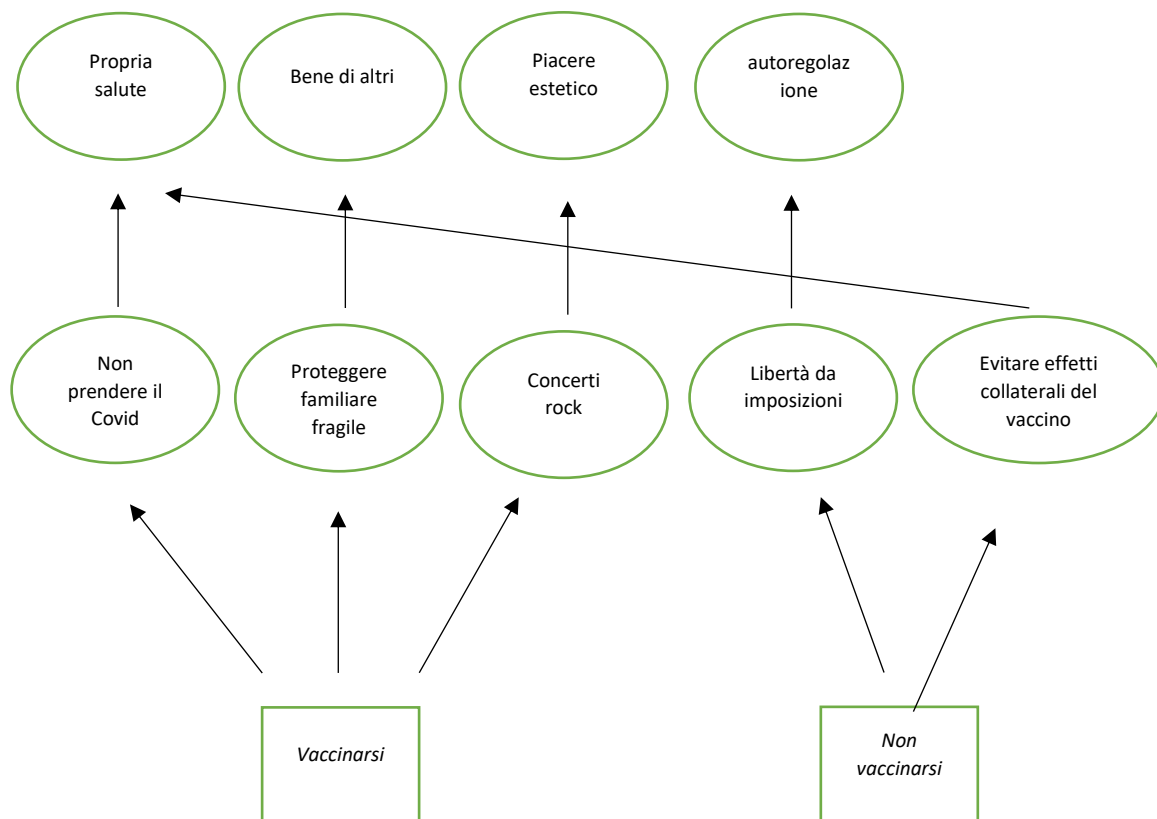 Propria
salute
Bene di altri
Piacere
estetico
autoregolaz
ione
Non
prendere il
Covid
Proteggere
familiare
fragile
Concerti
rock
Libertà da
imposizioni
Evitare effetti
collaterali del
vaccino
Vaccinarsi
Non
vaccinarsi